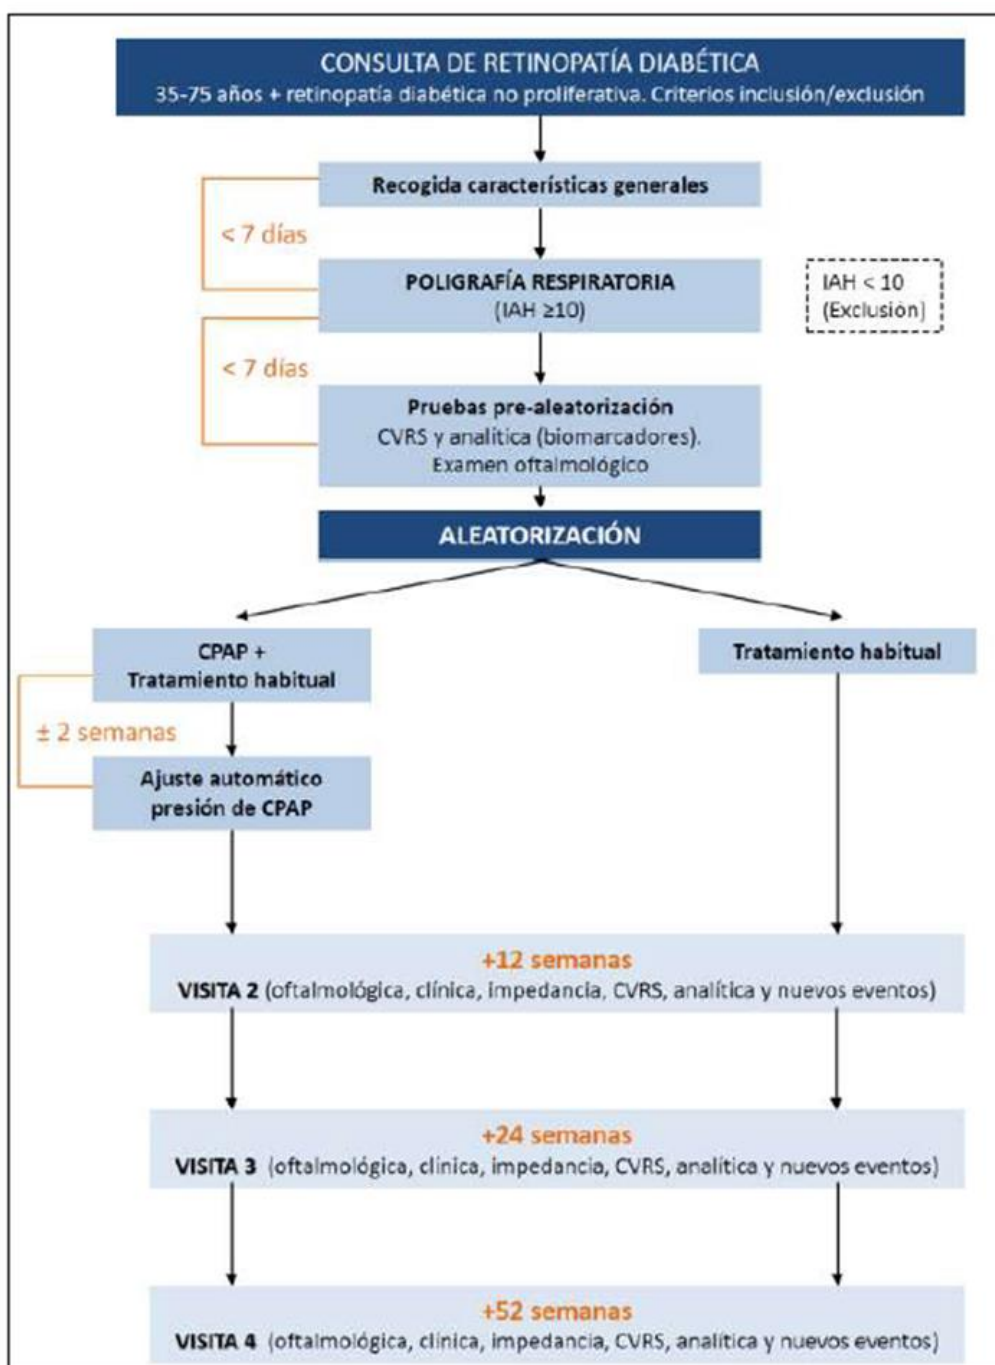 CONSULTA DE RETINOPATÍA DIABÉTICA
35-75 años + retinopatía diabética no proliferativa. Criterios inclusión/exclusión
Recogida características generales
< 7 días
POLIGRAFÍA RESPIRATORIA
(IAH ≥10)
IAH < 10
(Exclusión)
< 7 días
Pruebas pre-aleatorización
CVRS y analítica (biomarcadores).
Examen oftalmológico
ALEATORIZACIÓN
CPAP +
Tratamiento habitual
Tratamiento habitual
± 2 semanas
Ajuste automático
presión de CPAP
+12 semanas
VISITA 2 (oftalmológica, clínica, impedancia, CVRS, analítica y nuevos eventos)
+24 semanas
VISITA 3 (oftalmológica, clínica, impedancia, CVRS, analítica y nuevos eventos)
+52 semanas
VISITA 4 (oftalmológica, clínica, impedancia, CVRS, analítica y nuevos eventos)